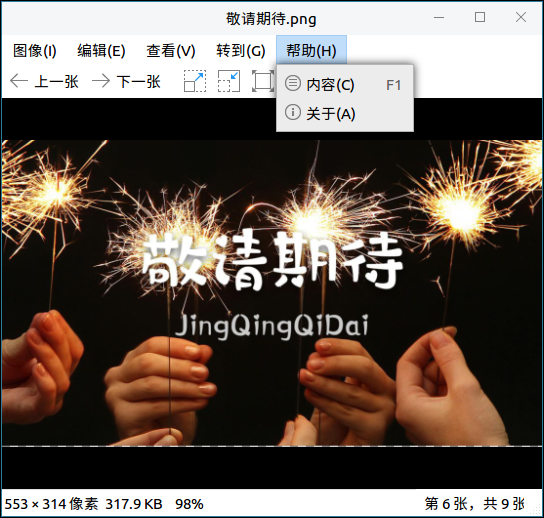 敬请期待.png
图像(I) 编辑(E) 查看(V) 转到(G) 帮助(H)
上一张 下一张
内容(C) F1
关于(A)
敬请期待
JingQingQiDai
553 × 314 像素 317.9 KB 98%
第 6 张，共 9 张